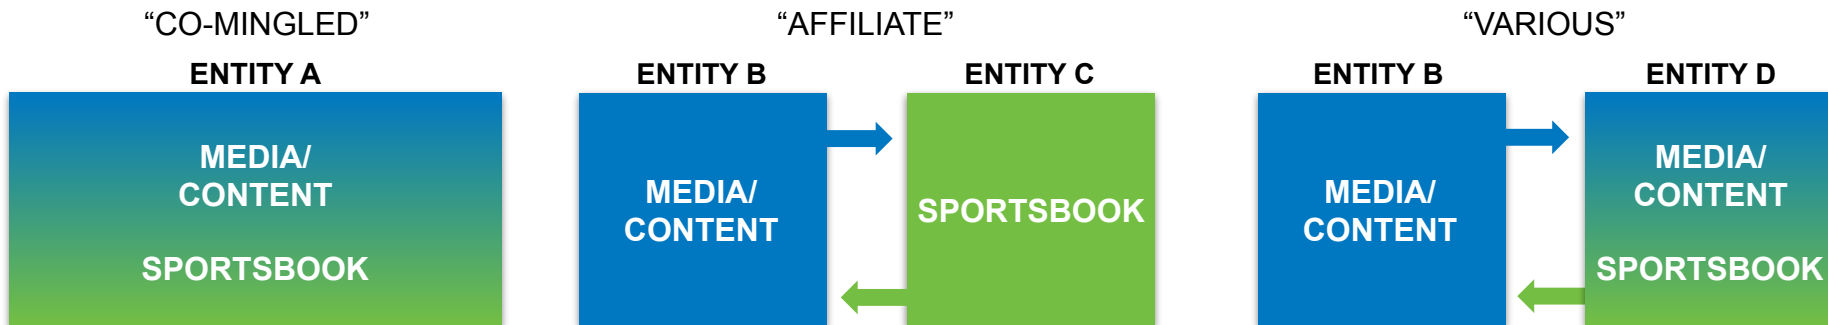 “CO-MINGLED”
ENTITY A
MEDIA/
CONTENT
SPORTSBOOK
“AFFILIATE”
ENTITY B
MEDIA/
CONTENT
ENTITY C
SPORTSBOOK
“VARIOUS”
ENTITY B
MEDIA/
CONTENT
ENTITY D
MEDIA/
CONTENT
SPORTSBOOK